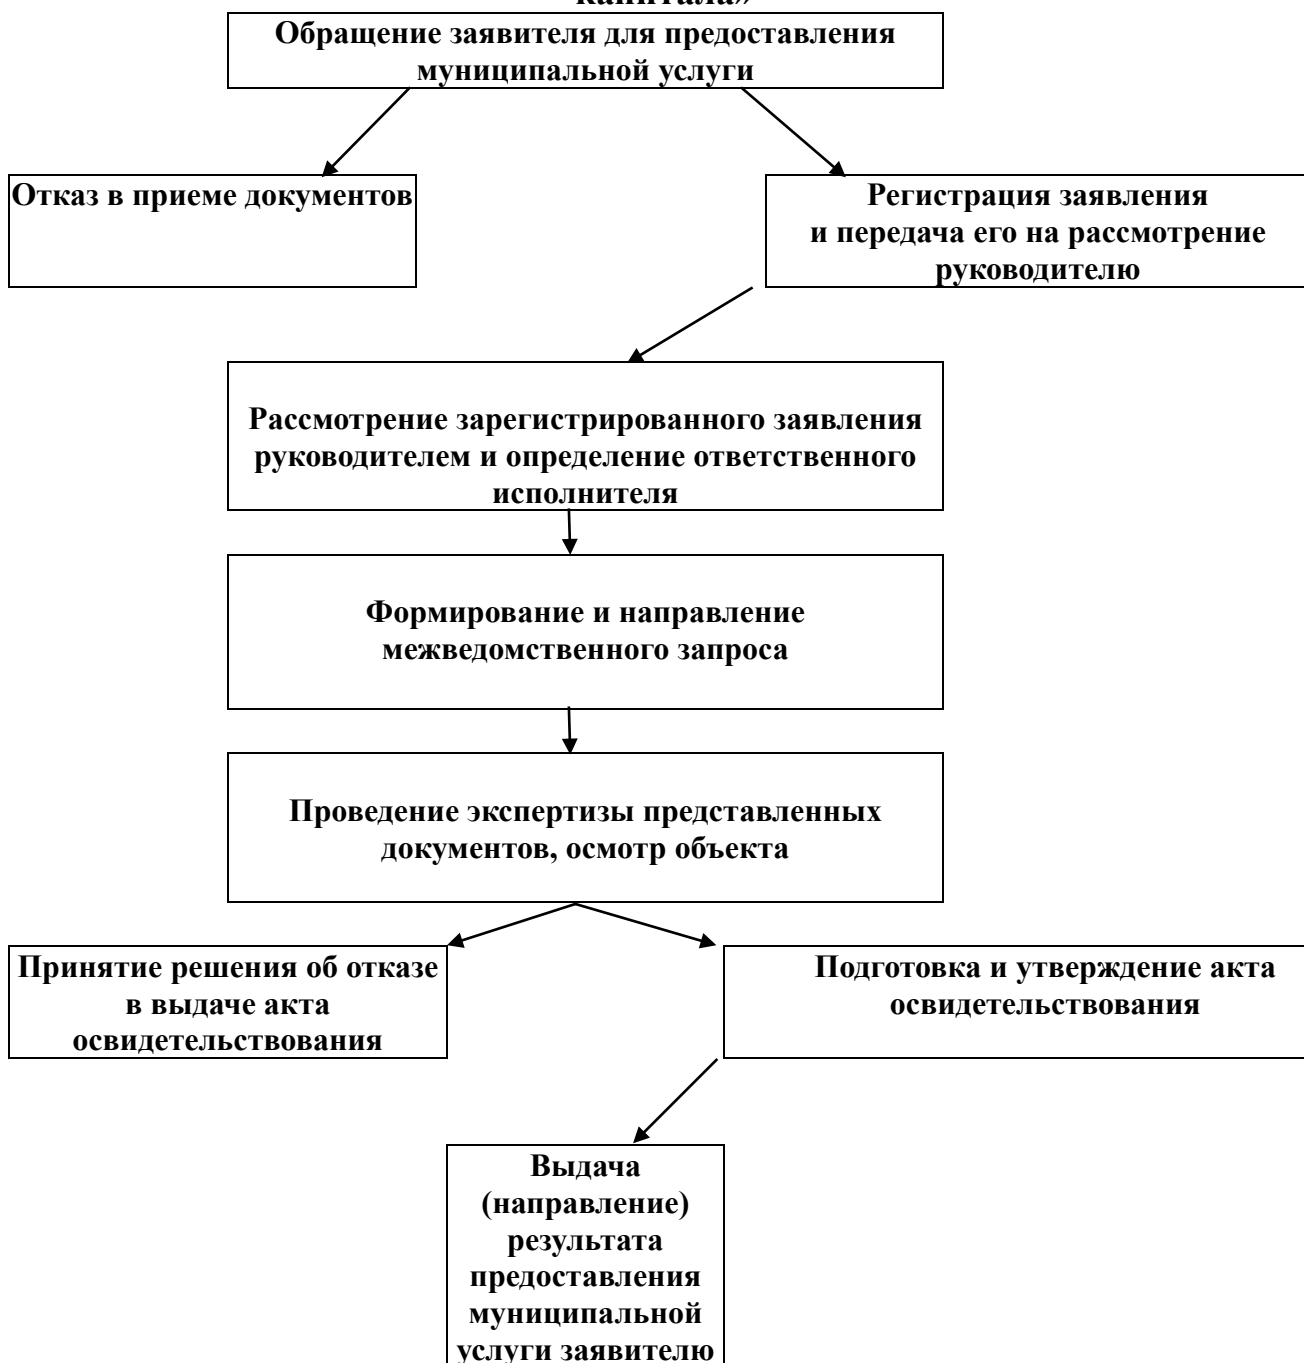 капитала»
Обращение заявителя для предоставления
муниципальной услуги
Отказ в приеме документов
Регистрация заявления
и передача его на рассмотрение
руководителю
Рассмотрение зарегистрированного заявления
руководителем и определение ответственного
исполнителя
Формирование и направление
межведомственного запроса
Проведение экспертизы представленных
документов, осмотр объекта
Принятие решения об отказе
в выдаче акта
освидетельствования
Подготовка и утверждение акта
освидетельствования
Выдача
(направление)
результата
предоставления
муниципальной
услуги заявителю